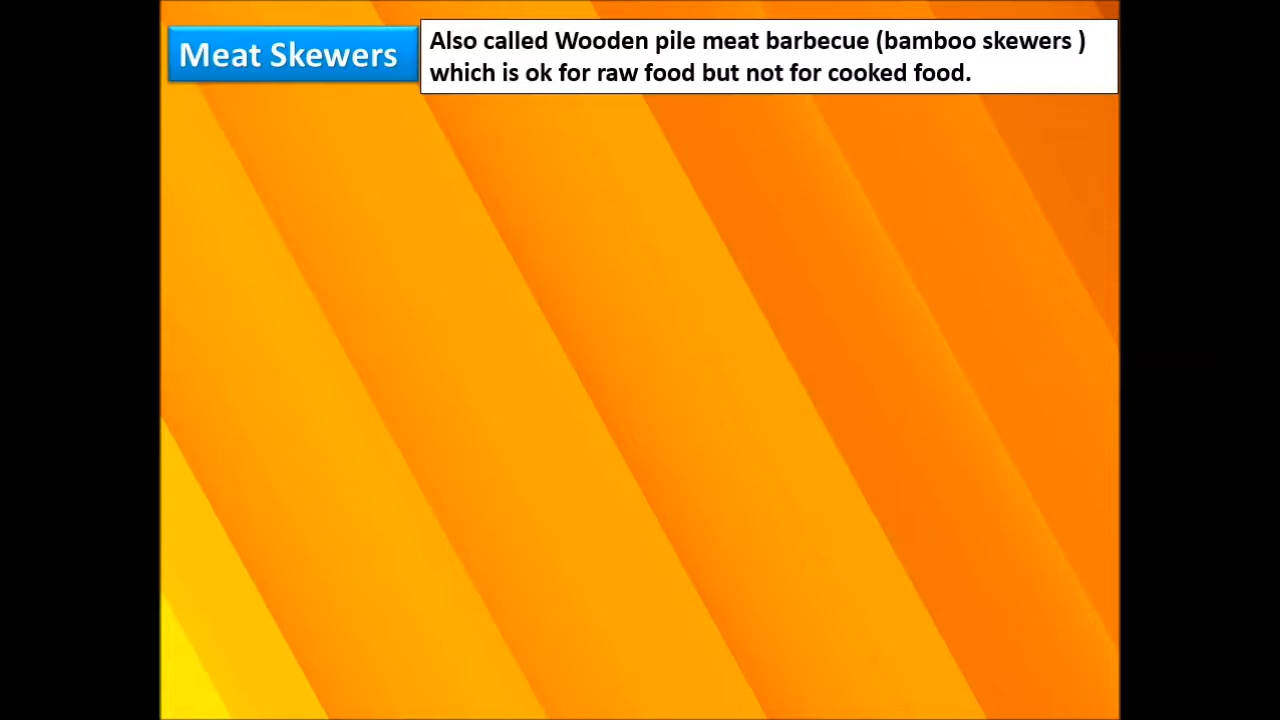 Meat Skewers
Also called Wooden pile meat barbecue (bamboo skewers )
which is ok for raw food but not for cooked food.